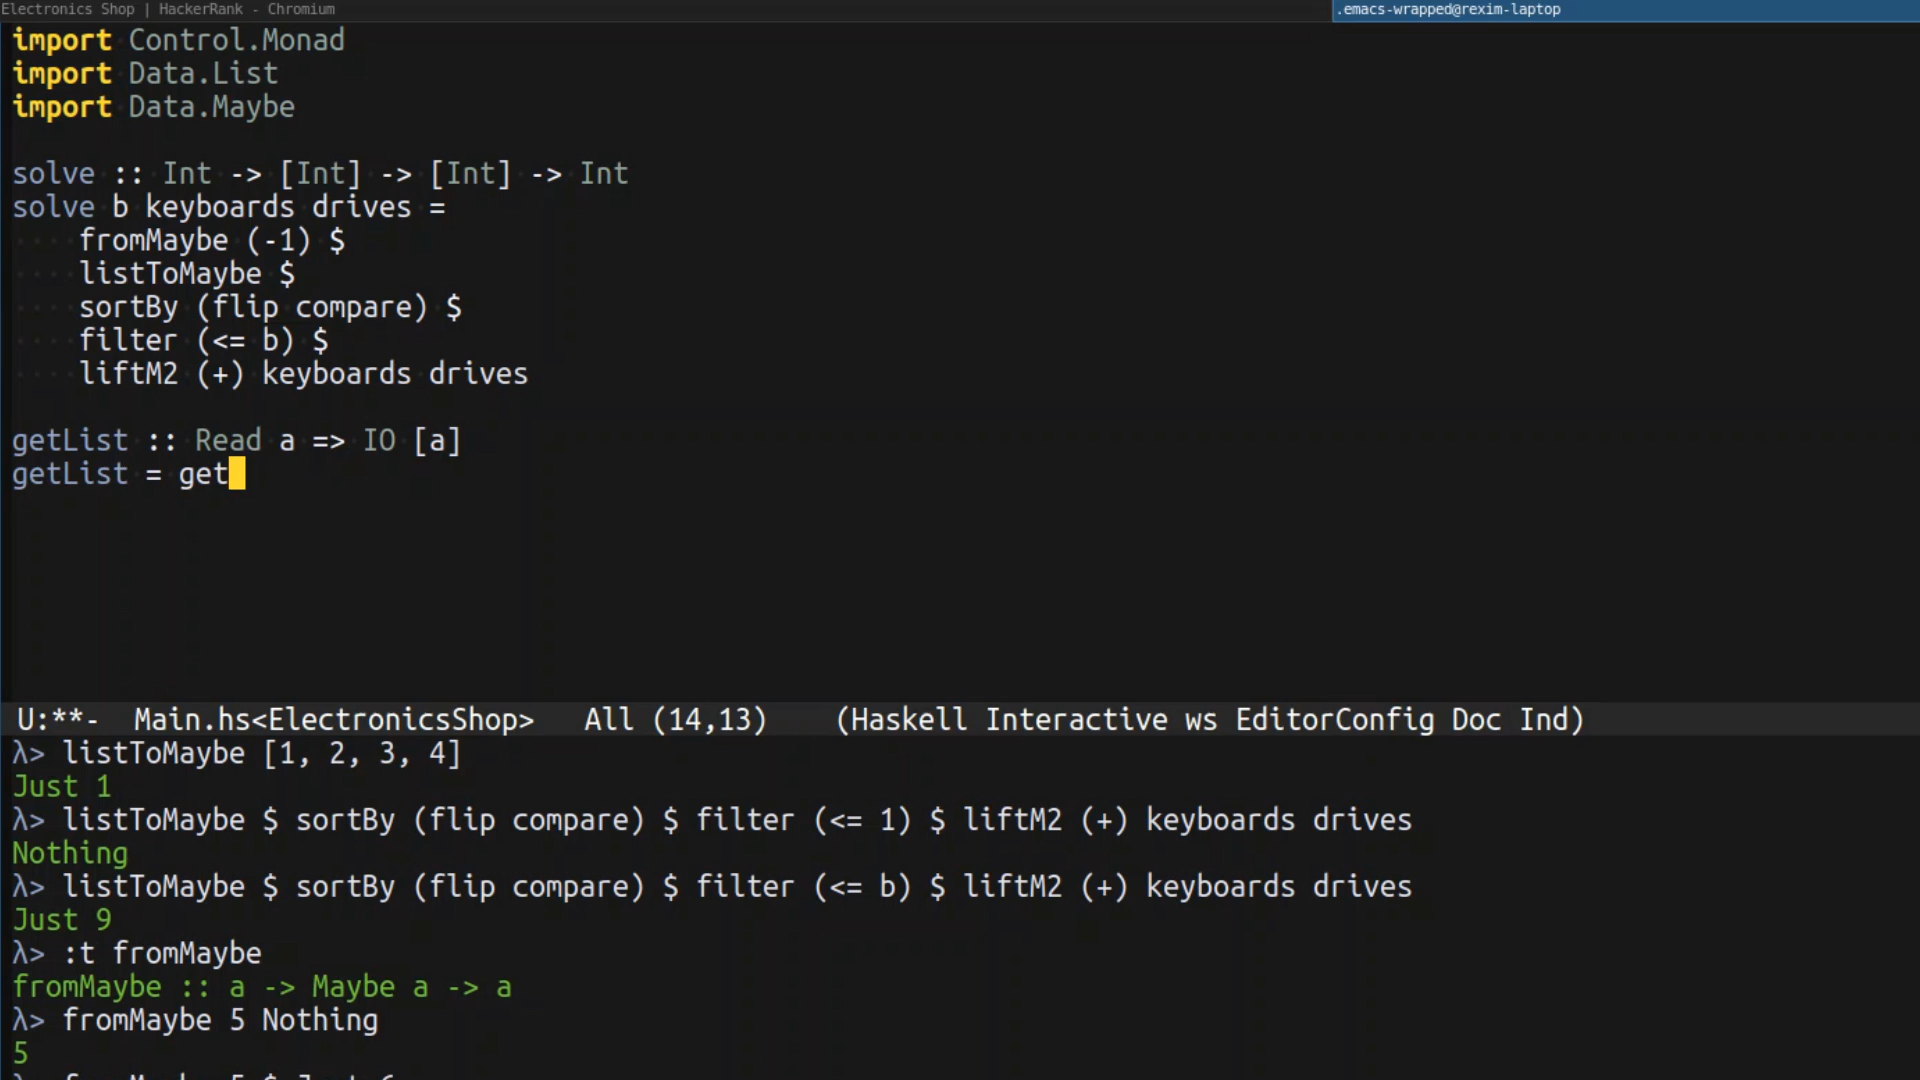 Electronics Shop | HackerRank - Chromium
.emacs-wrapped@rexim-laptop
import Control.Monad
import Data.List
import Data.Maybe
solve :: Int -> [Int] -> [Int] -> Int
solve b keyboards drives =
fromMaybe (-1) $
listToMaybe $
sortBy (flip compare) $
filter (<= b) $
liftM2 (+) keyboards drives
getList :: Read a => IO [a]
getList = get
U:**-  Main.hs<ElectronicsShop>   All (14,13)    (Haskell Interactive ws EditorConfig Doc Ind)
λ> listToMaybe [1, 2, 3, 4]
Just 1
λ> listToMaybe $ sortBy (flip compare) $ filter (<= 1) $ liftM2 (+) keyboards drives
Nothing
λ> listToMaybe $ sortBy (flip compare) $ filter (<= b) $ liftM2 (+) keyboards drives
Just 9
λ> :t fromMaybe
fromMaybe :: a -> Maybe a -> a
λ> fromMaybe 5 Nothing
5